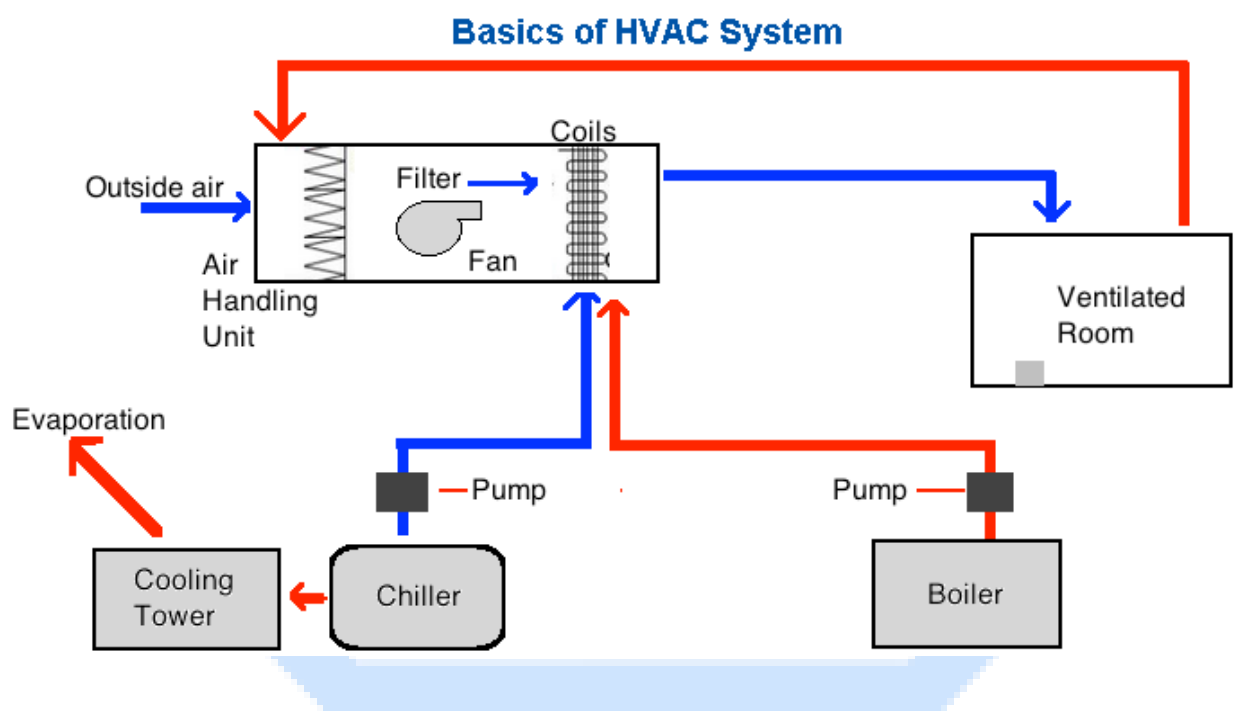 Basics of HVAC System
Coils
Outside air
Filter
Fan
Air
Handling
Unit
Ventilated
Room
Evaporation
Pump
Pump
Cooling
Tower
Chiller
Boiler